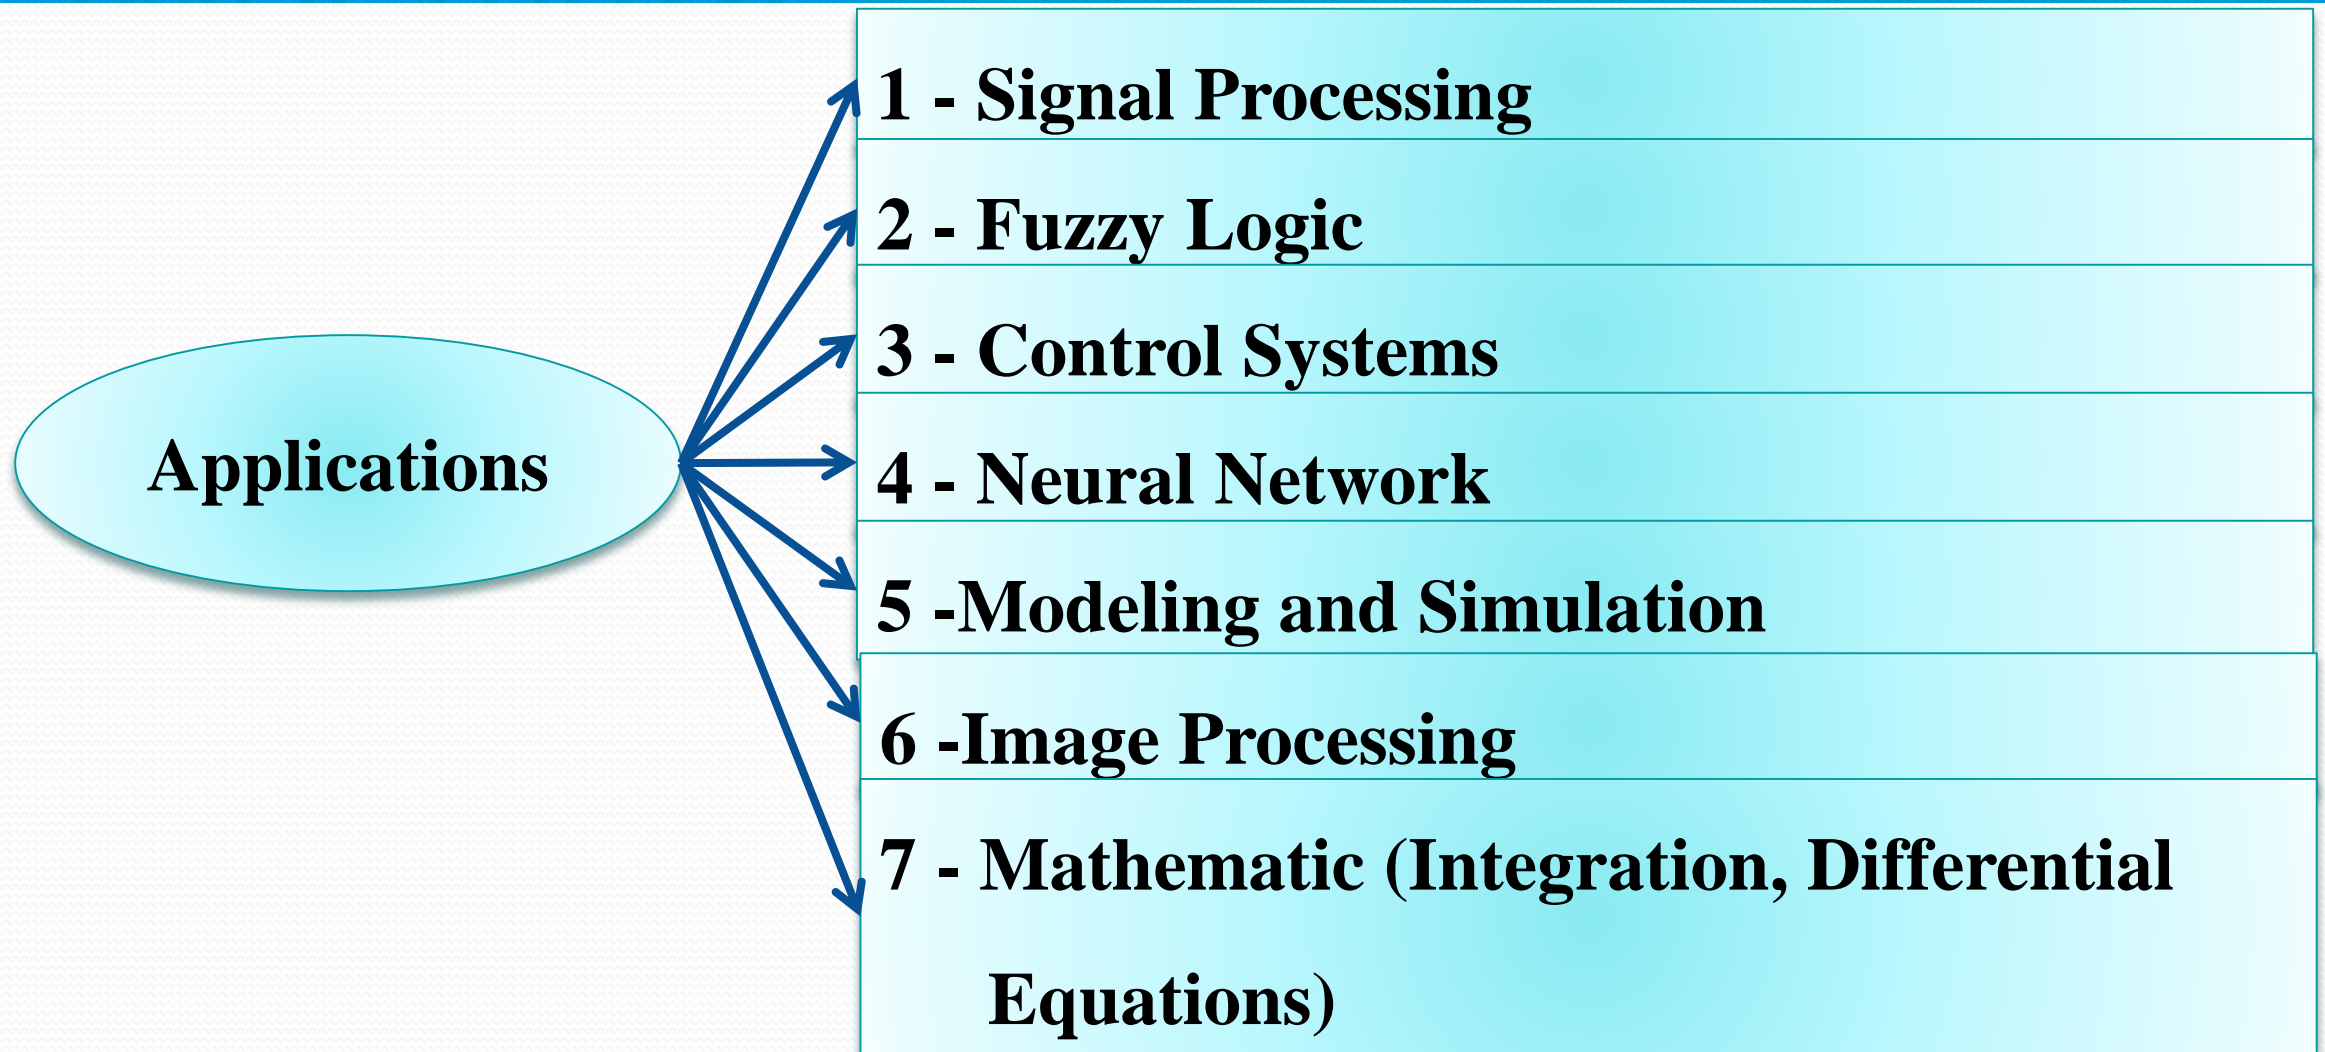 Applications
1 - Signal Processing
2 - Fuzzy Logic
3 - Control Systems
4 - Neural Network
5 -Modeling and Simulation
6 -Image Processing
7 - Mathematic (Integration, Differential
Equations)